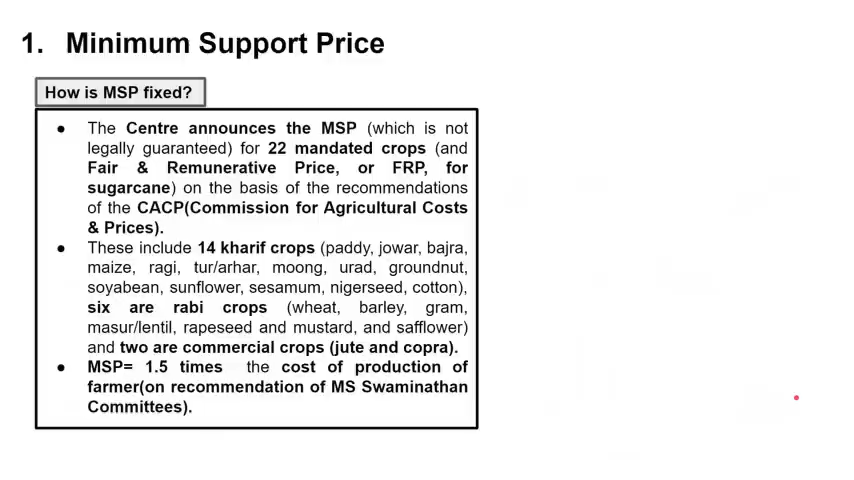 1. Minimum Support Price
How is MSP fixed?
● The Centre announces the MSP (which is not
legally guaranteed) for 22 mandated crops (and
Fair & Remunerative Price, or FRP, for
sugarcane) on the basis of the recommendations
of the CACP(Commission for Agricultural Costs
& Prices).
● These include 14 kharif crops (paddy, jowar, bajra,
maize, ragi, tur/arhar, moong, urad, groundnut,
soyabean, sunflower, sesamum, nigerseed, cotton),
six are rabi crops (wheat, barley, gram,
masur/lentil, rapeseed and mustard, and safflower)
and two are commercial crops (jute and copra).
● MSP= 1.5 times the cost of production of
farmer(on recommendation of MS Swaminathan
Committees).